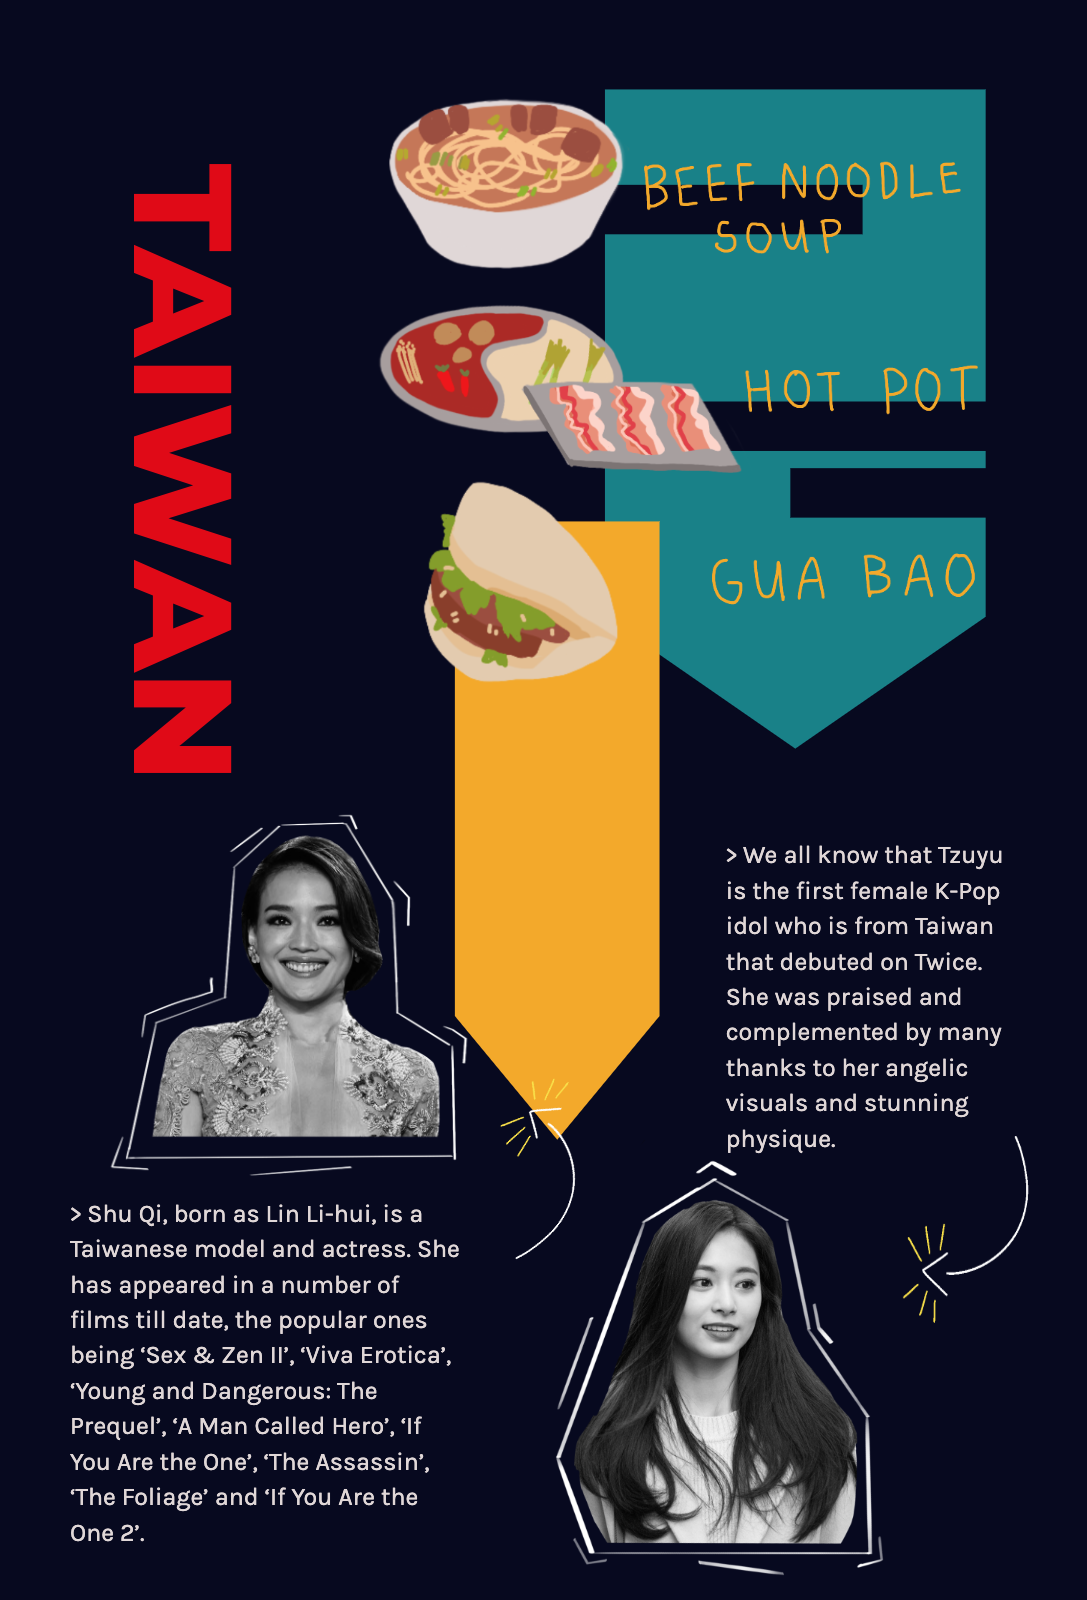 TAIWAN
BEEF NOODLE
SOUP
HOT POT
GUA BAO
> We all know that Tzuyu
is the first female K-Pop
idol who is from Taiwan
that debuted on Twice.
She was praised and
complemented by many
thanks to her angelic
visuals and stunning
physique.
> Shu Qi, born as Lin Li-hui, is a
Taiwanese model and actress. She
has appeared in a number of
films till date, the popular ones
being ‘Sex & Zen II’, ‘Viva Erotica’,
‘Young and Dangerous: The
Prequel’, ‘A Man Called Hero’, ‘If
You Are the One’, ‘The Assassin’,
‘The Foliage’ and ‘If You Are the
One 2’.